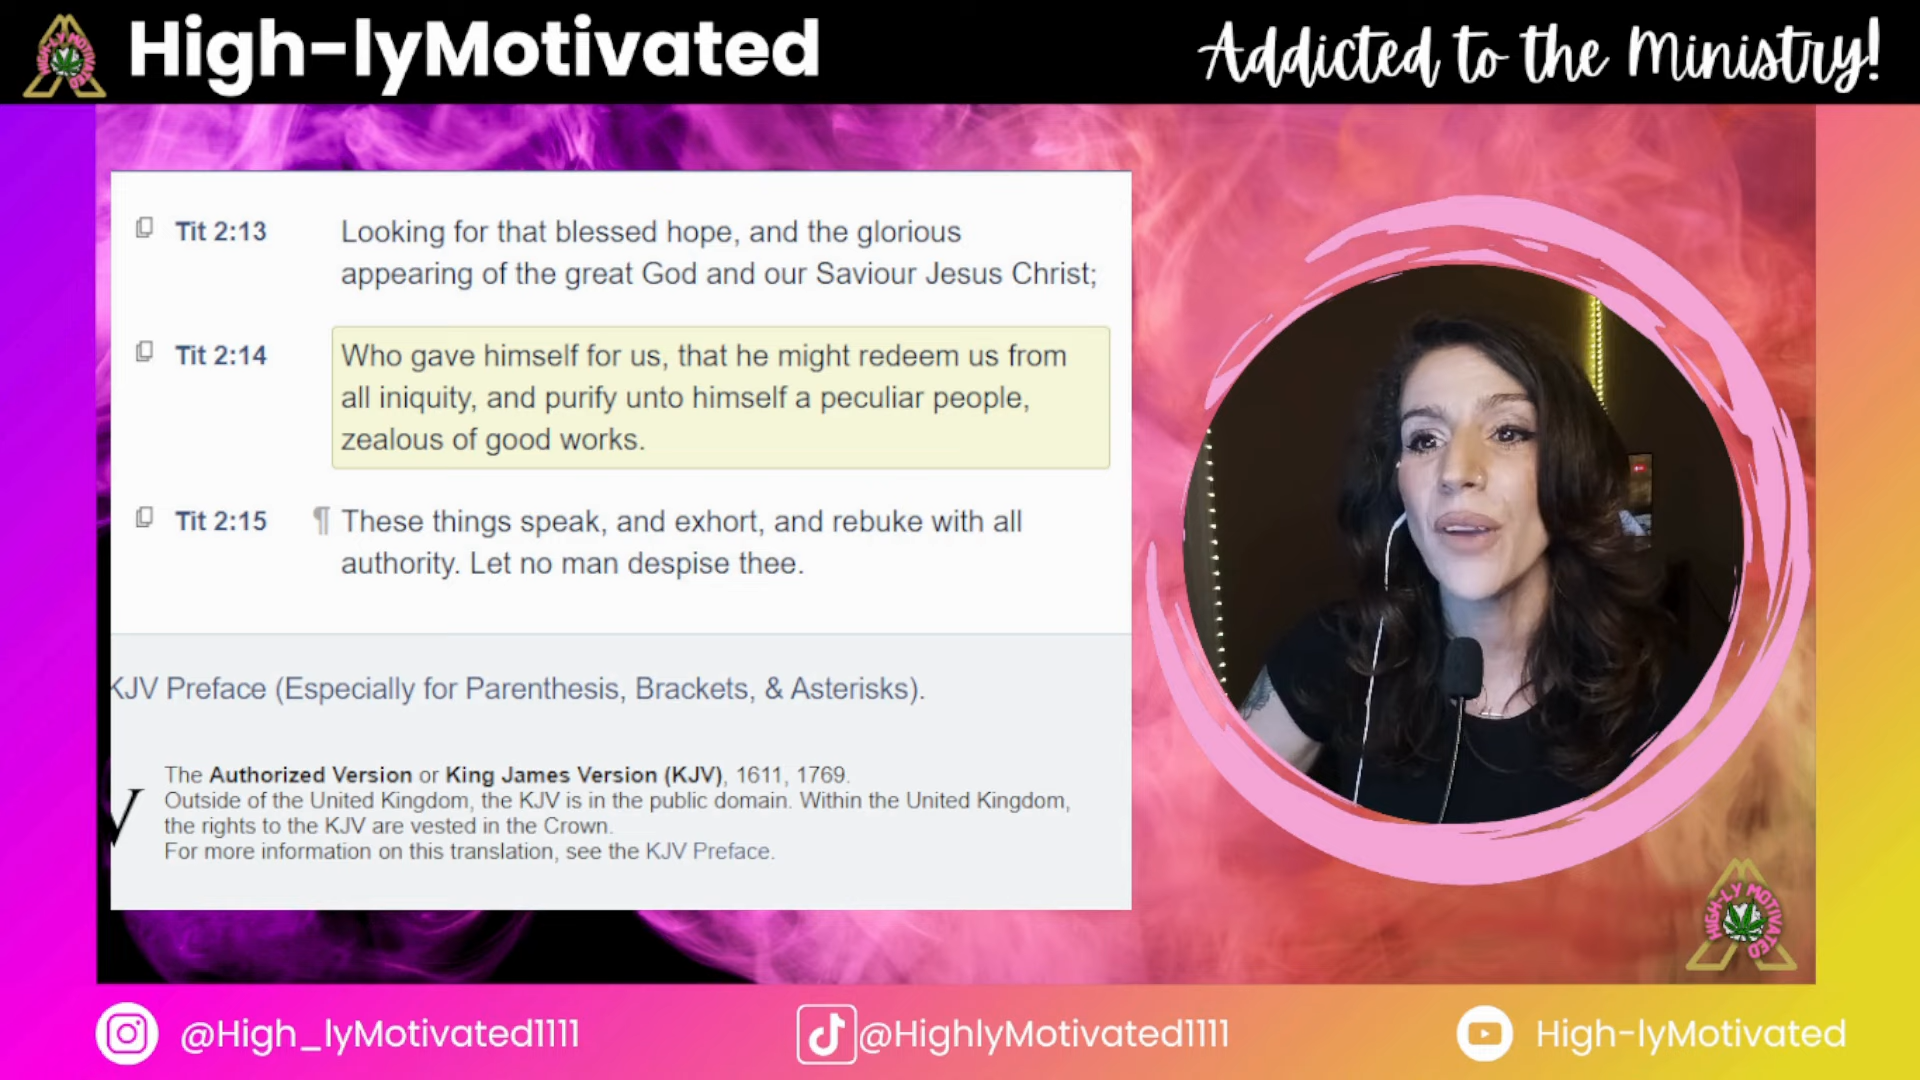 High-lyMotivated
Addicted to the Ministry!
HIGH-LY MOTIVATED
Tit 2:13 Looking for that blessed hope, and the glorious
appearing of the great God and our Saviour Jesus Christ;
Tit 2:14 Who gave himself for us, that he might redeem us from
all iniquity, and purify unto himself a peculiar people,
zealous of good works.
Tit 2:15 ¶ These things speak, and exhort, and rebuke with all
authority. Let no man despise thee.
KJV Preface (Especially for Parenthesis, Brackets, & Asterisks).
V
The Authorized Version or King James Version (KJV), 1611, 1769.
Outside of the United Kingdom, the KJV is in the public domain. Within the United Kingdom,
the rights to the KJV are vested in the Crown.
For more information on this translation, see the KJV Preface.
HIGH-LY MOTIVATED
@High_lyMotivated1111
@HighlyMotivated1111
High-lyMotivated